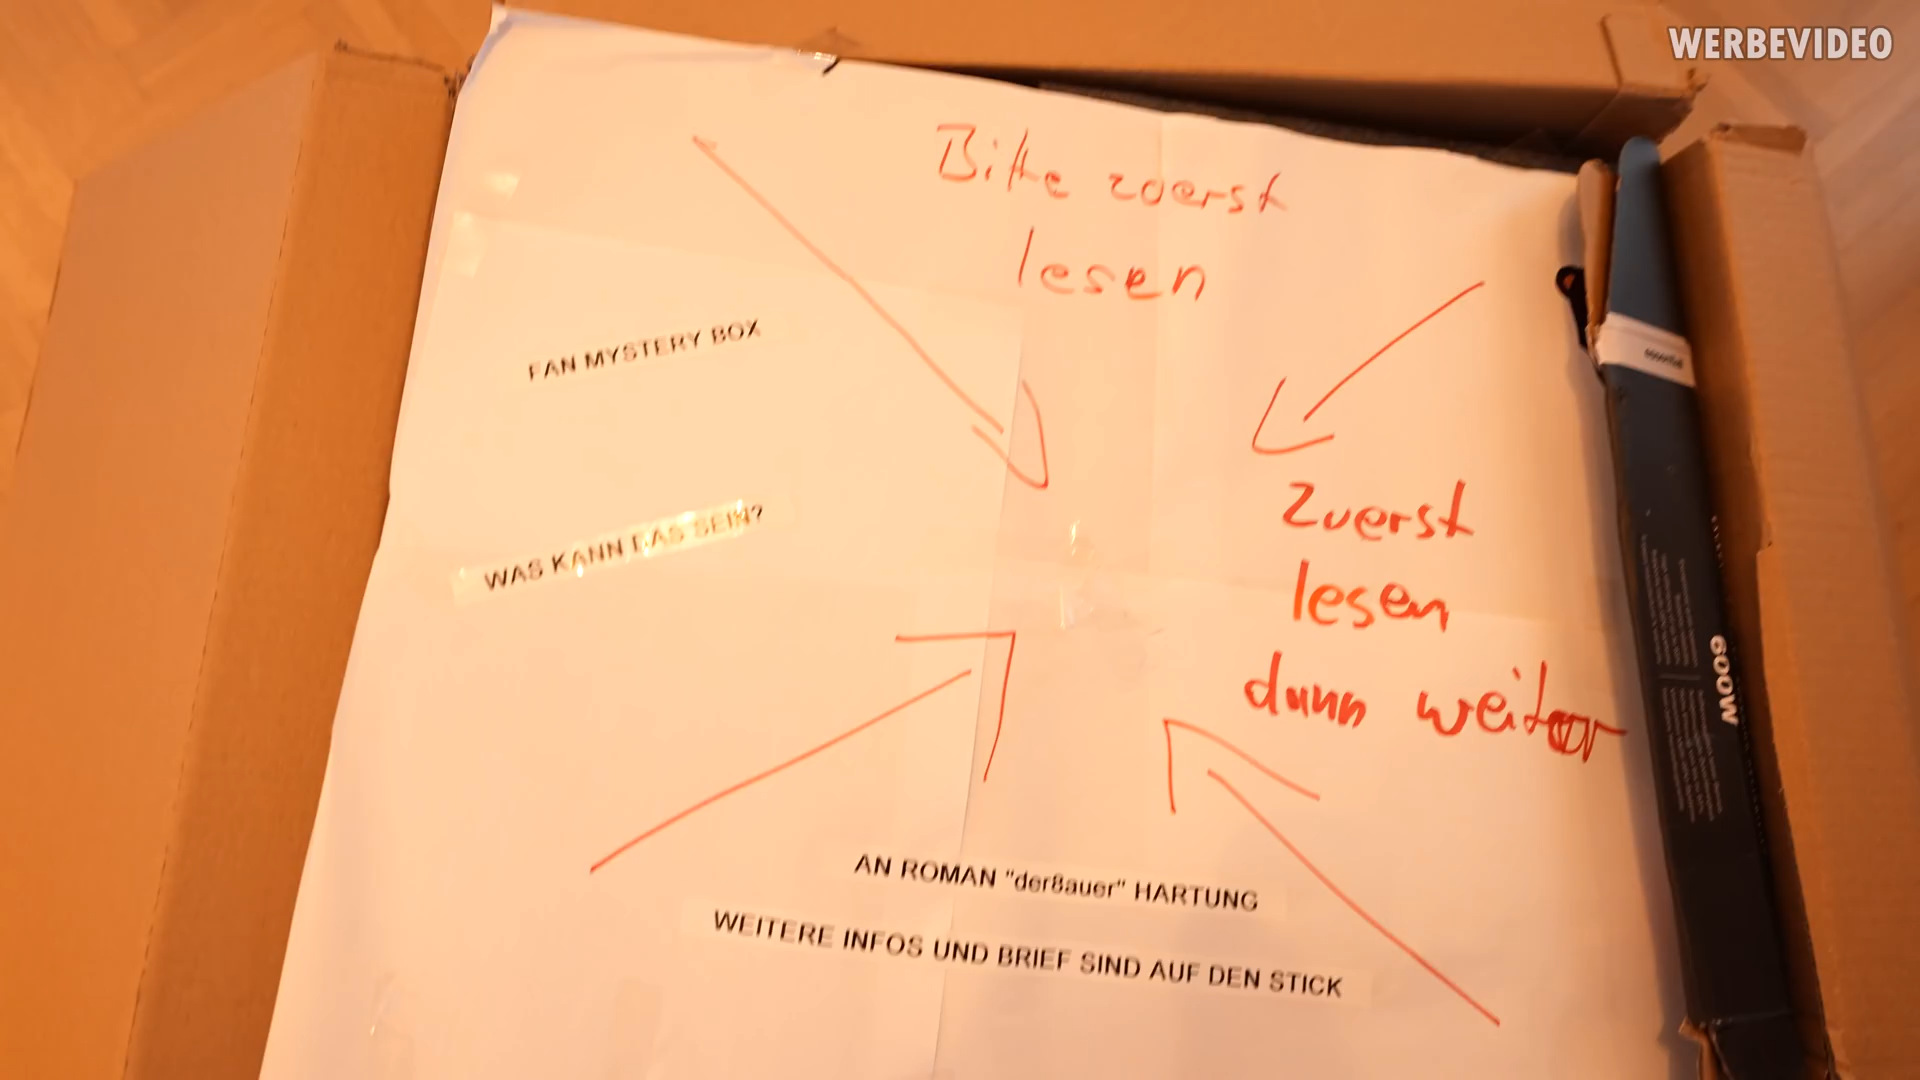 WERBEVIDEO
Bitte zuerst
lesen
FAN MYSTERY BOX
WAS KANN DAS SEIN?
Zuerst
lesen
dann weiter
600W
AN ROMAN "der8auer" HARTUNG
WEITERE INFOS UND BRIEF SIND AUF DEN STICK